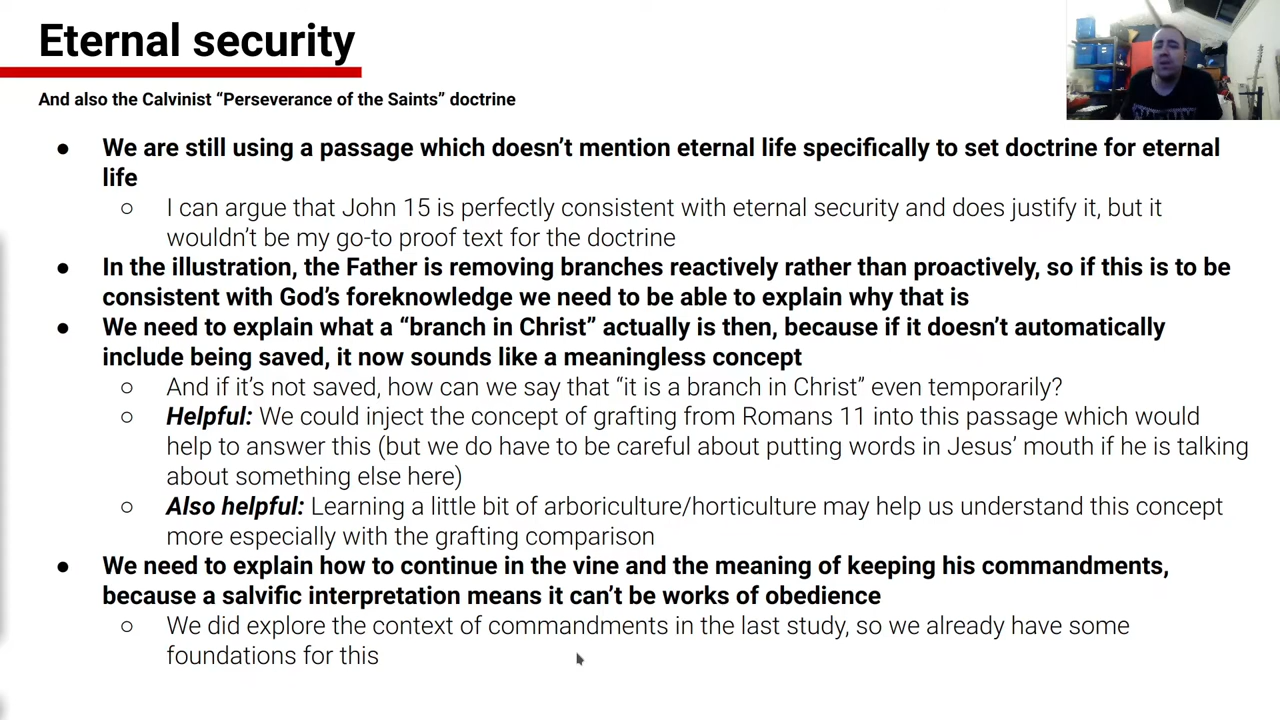 Eternal security
And also the Calvinist “Perseverance of the Saints” doctrine
● We are still using a passage which doesn’t mention eternal life specifically to set doctrine for eternal
life
○ I can argue that John 15 is perfectly consistent with eternal security and does justify it, but it
wouldn’t be my go-to proof text for the doctrine
● In the illustration, the Father is removing branches reactively rather than proactively, so if this is to be
consistent with God’s foreknowledge we need to be able to explain why that is
● We need to explain what a “branch in Christ” actually is then, because if it doesn’t automatically
include being saved, it now sounds like a meaningless concept
○ And if it’s not saved, how can we say that “it is a branch in Christ” even temporarily?
○ Helpful: We could inject the concept of grafting from Romans 11 into this passage which would
help to answer this (but we do have to be careful about putting words in Jesus’ mouth if he is talking
about something else here)
○ Also helpful: Learning a little bit of arboriculture/horticulture may help us understand this concept
more especially with the grafting comparison
● We need to explain how to continue in the vine and the meaning of keeping his commandments,
because a salvific interpretation means it can’t be works of obedience
○ We did explore the context of commandments in the last study, so we already have some
foundations for this